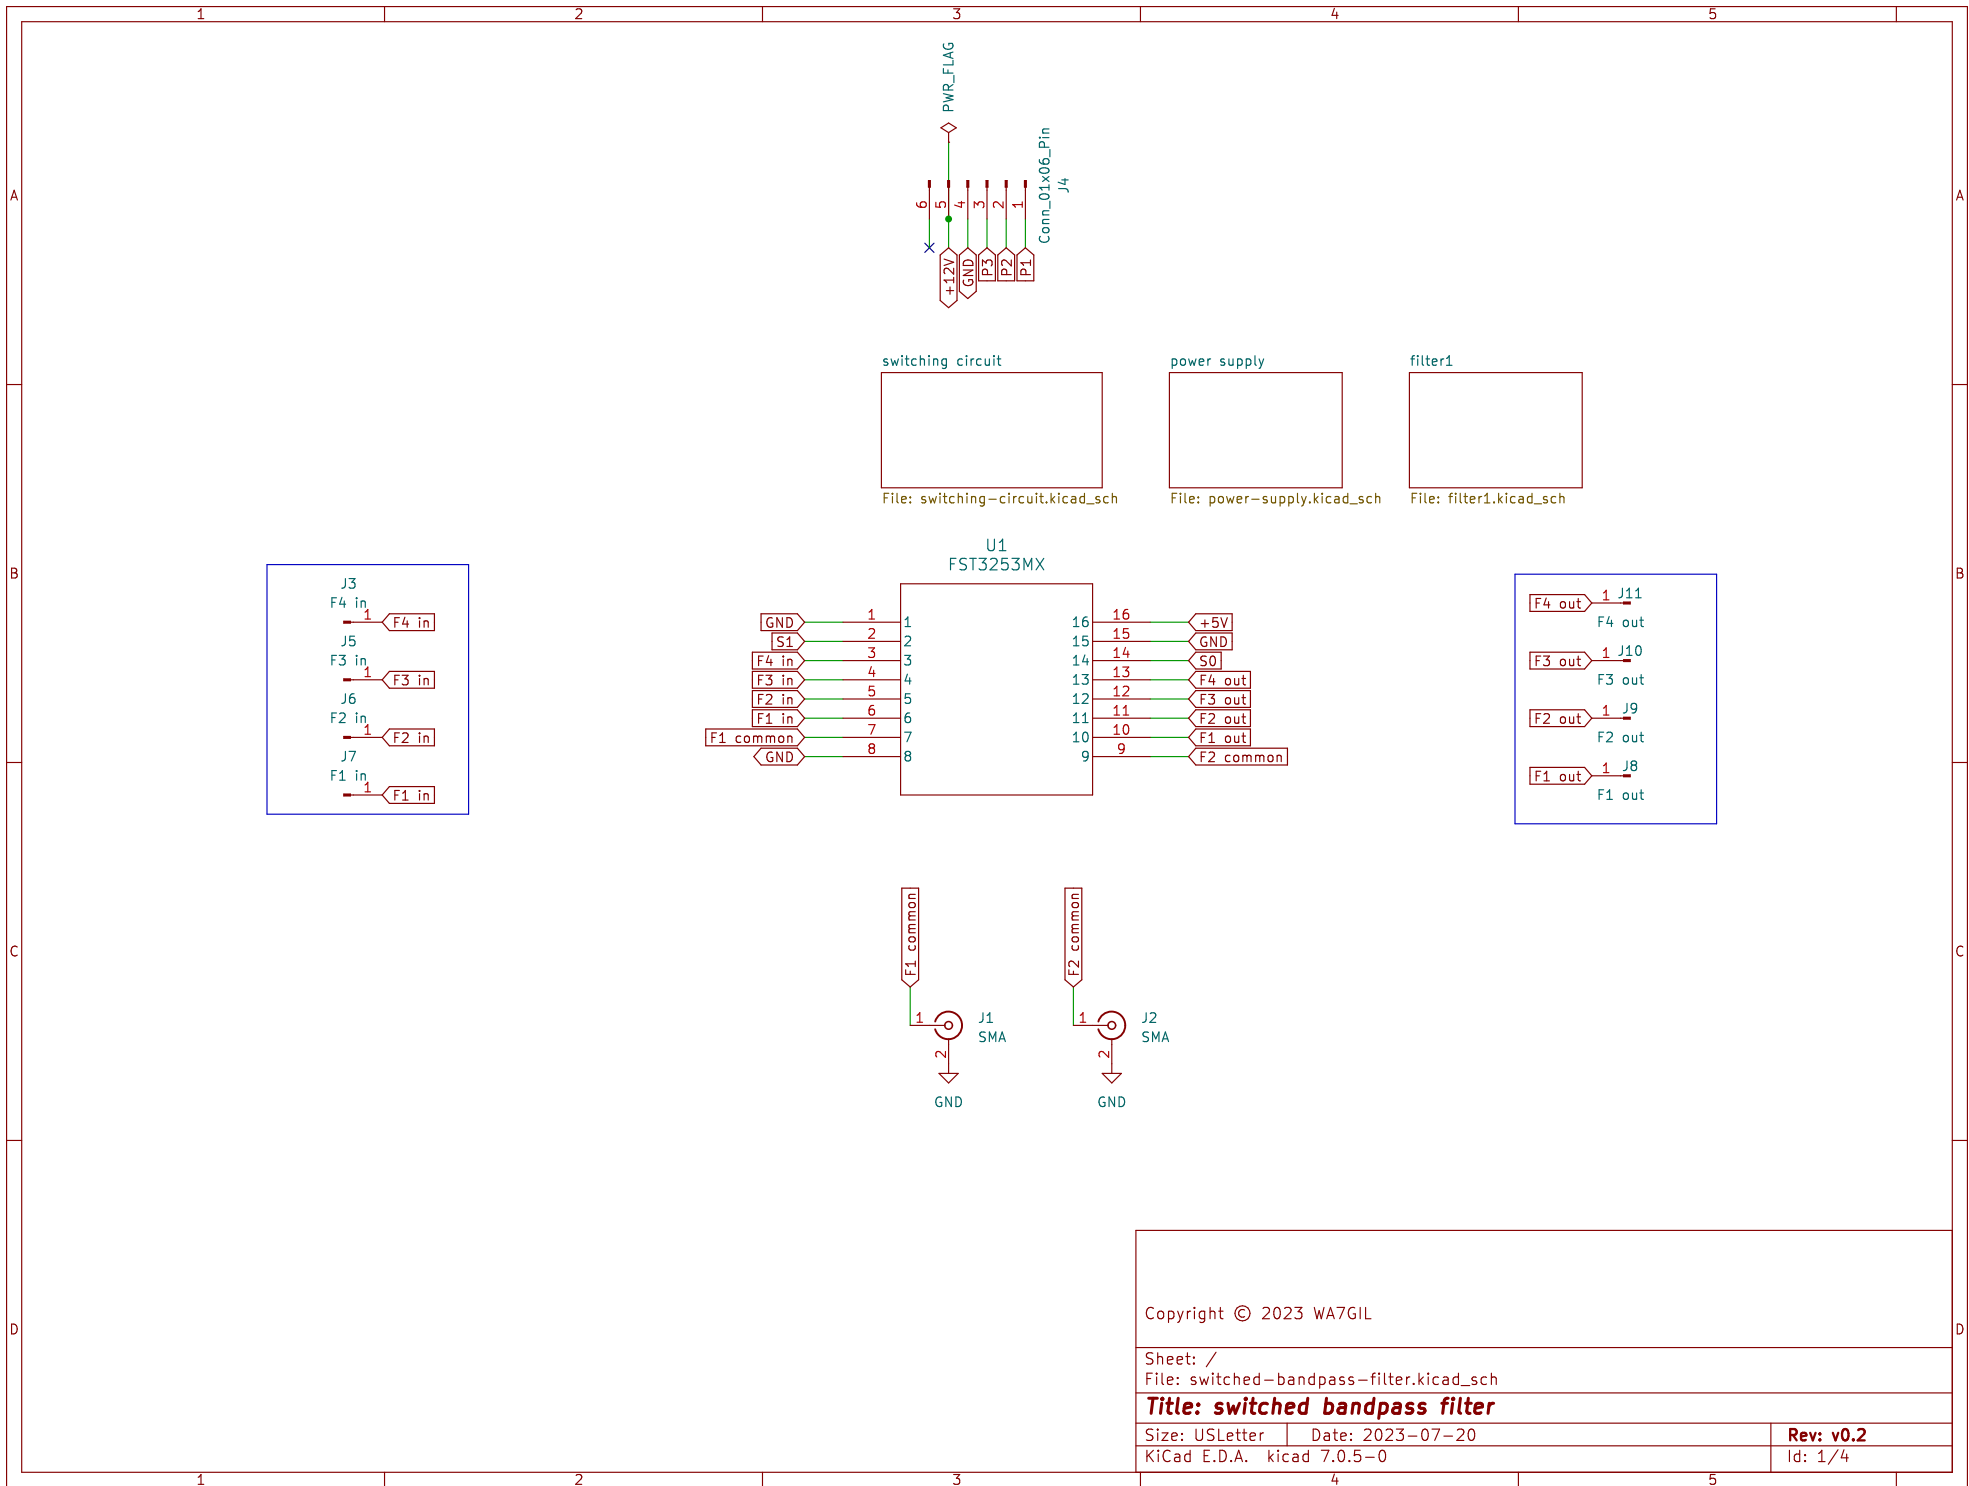 1 2 3 4 5
PWR_FLAG
A A
6 5 4 3 2 1
Conn_01x06_Pin
J4
+12V GND P3 P2 P1
switching circuit power supply filter1
File: switching-circuit.kicad_sch File: power-supply.kicad_sch File: filter1.kicad_sch
U1
FST3253MX
B B
J3
F4 in
1 F4 in
J5
F3 in
1 F3 in
J6
F2 in
1 F2 in
J7
F1 in
1 F1 in
GND 1 1
S1 2 2
F4 in 3 3
F3 in 4 4
F2 in 5 5
F1 in 6 6
F1 common 7 7
GND 8 8
16 16 +5V
15 15 GND
14 14 S0
13 13 F4 out
12 12 F3 out
11 11 F2 out
10 10 F1 out
9 9 F2 common
F4 out 1 J11
F4 out
F3 out 1 J10
F3 out
F2 out 1 J9
F2 out
F1 out 1 J8
F1 out
C C
F1 common F2 common
1 J1 1 J2
SMA SMA
2 2
GND GND
D D
Copyright © 2023 WA7GIL
Sheet: /
File: switched-bandpass-filter.kicad_sch
Title: switched bandpass filter
Size: USLetter Date: 2023-07-20 Rev: v0.2
KiCad E.D.A. kicad 7.0.5-0 Id: 1/4
1 2 3 4 5